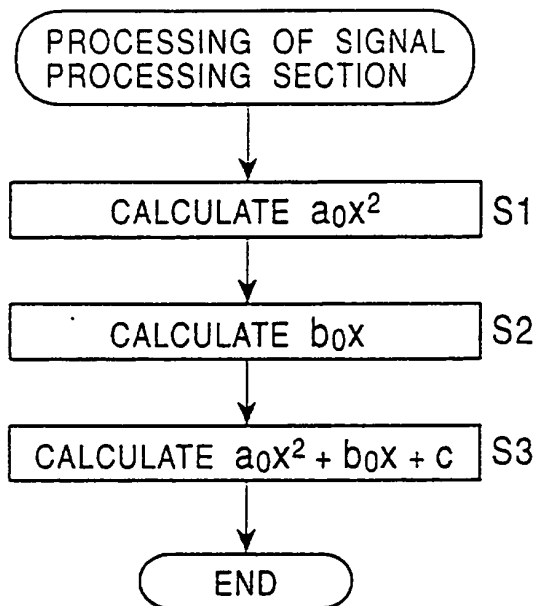 PROCESSING OF SIGNAL
PROCESSING SECTION
CALCULATE a₀x² S1
CALCULATE b₀x S2
CALCULATE a₀x² + b₀x + c S3
END